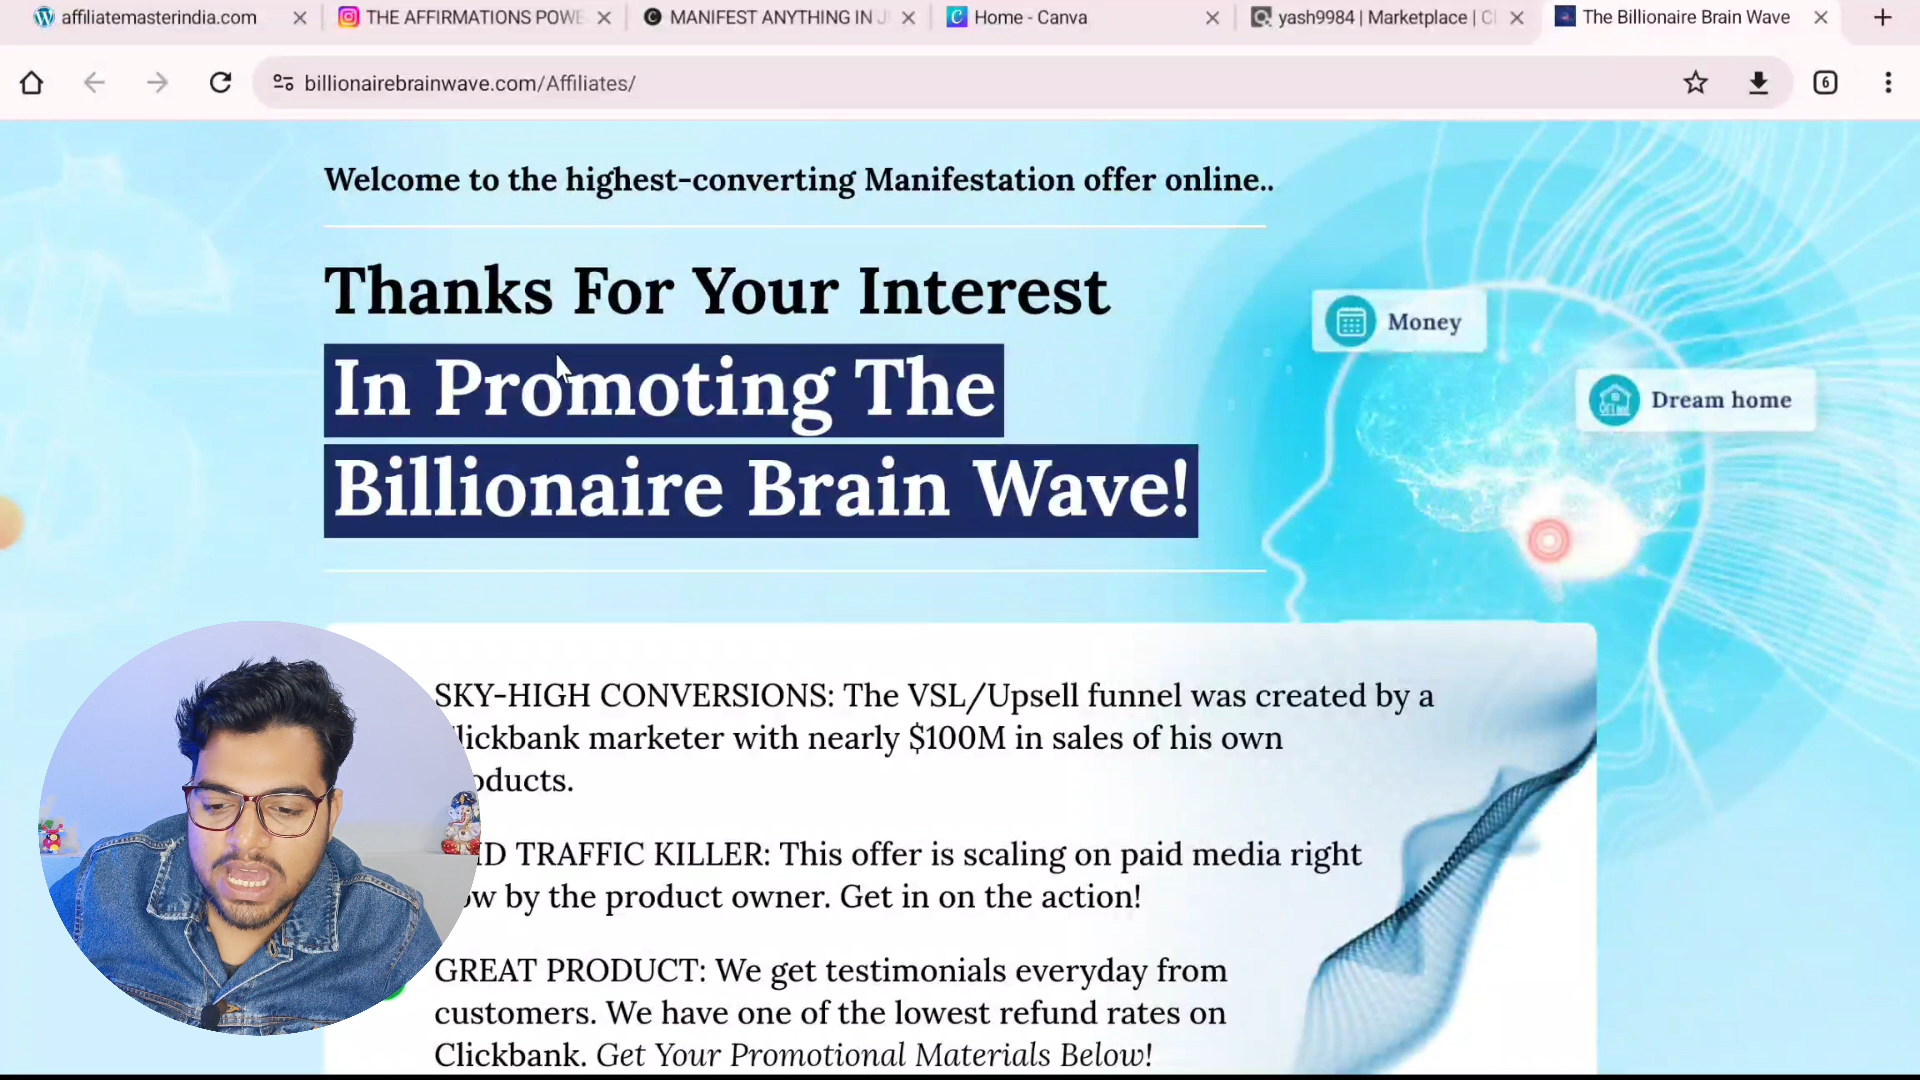 affiliatemasterindia.com
THE AFFIRMATIONS POWE
MANIFEST ANYTHING IN
Home - Canva
yash9984 | Marketplace |
The Billionaire Brain Wave
billionairebrainwave.com/Affiliates/
6
Welcome to the highest-converting Manifestation offer online..
Thanks For Your Interest
In Promoting The
Billionaire Brain Wave!
Money
Dream home
SKY-HIGH CONVERSIONS: The VSL/Upsell funnel was created by a
lickbank marketer with nearly $100M in sales of his own
oducts.
ID TRAFFIC KILLER: This offer is scaling on paid media right
ow by the product owner. Get in on the action!
GREAT PRODUCT: We get testimonials everyday from
customers. We have one of the lowest refund rates on
Clickbank. Get Your Promotional Materials Below!